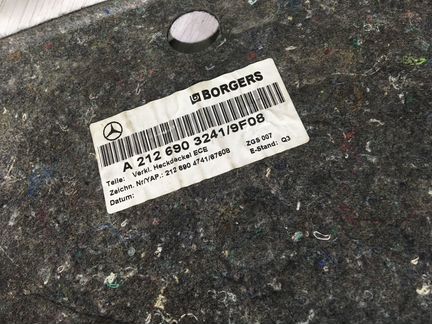 BORGERS
A 212 690 3241/9F08
Teile: Verkl. Heckdeckel ECE ZGS 007
Zeichn. Nr/YAP.: 212 690 4741/67608 E-Stand: Q3
Datum: